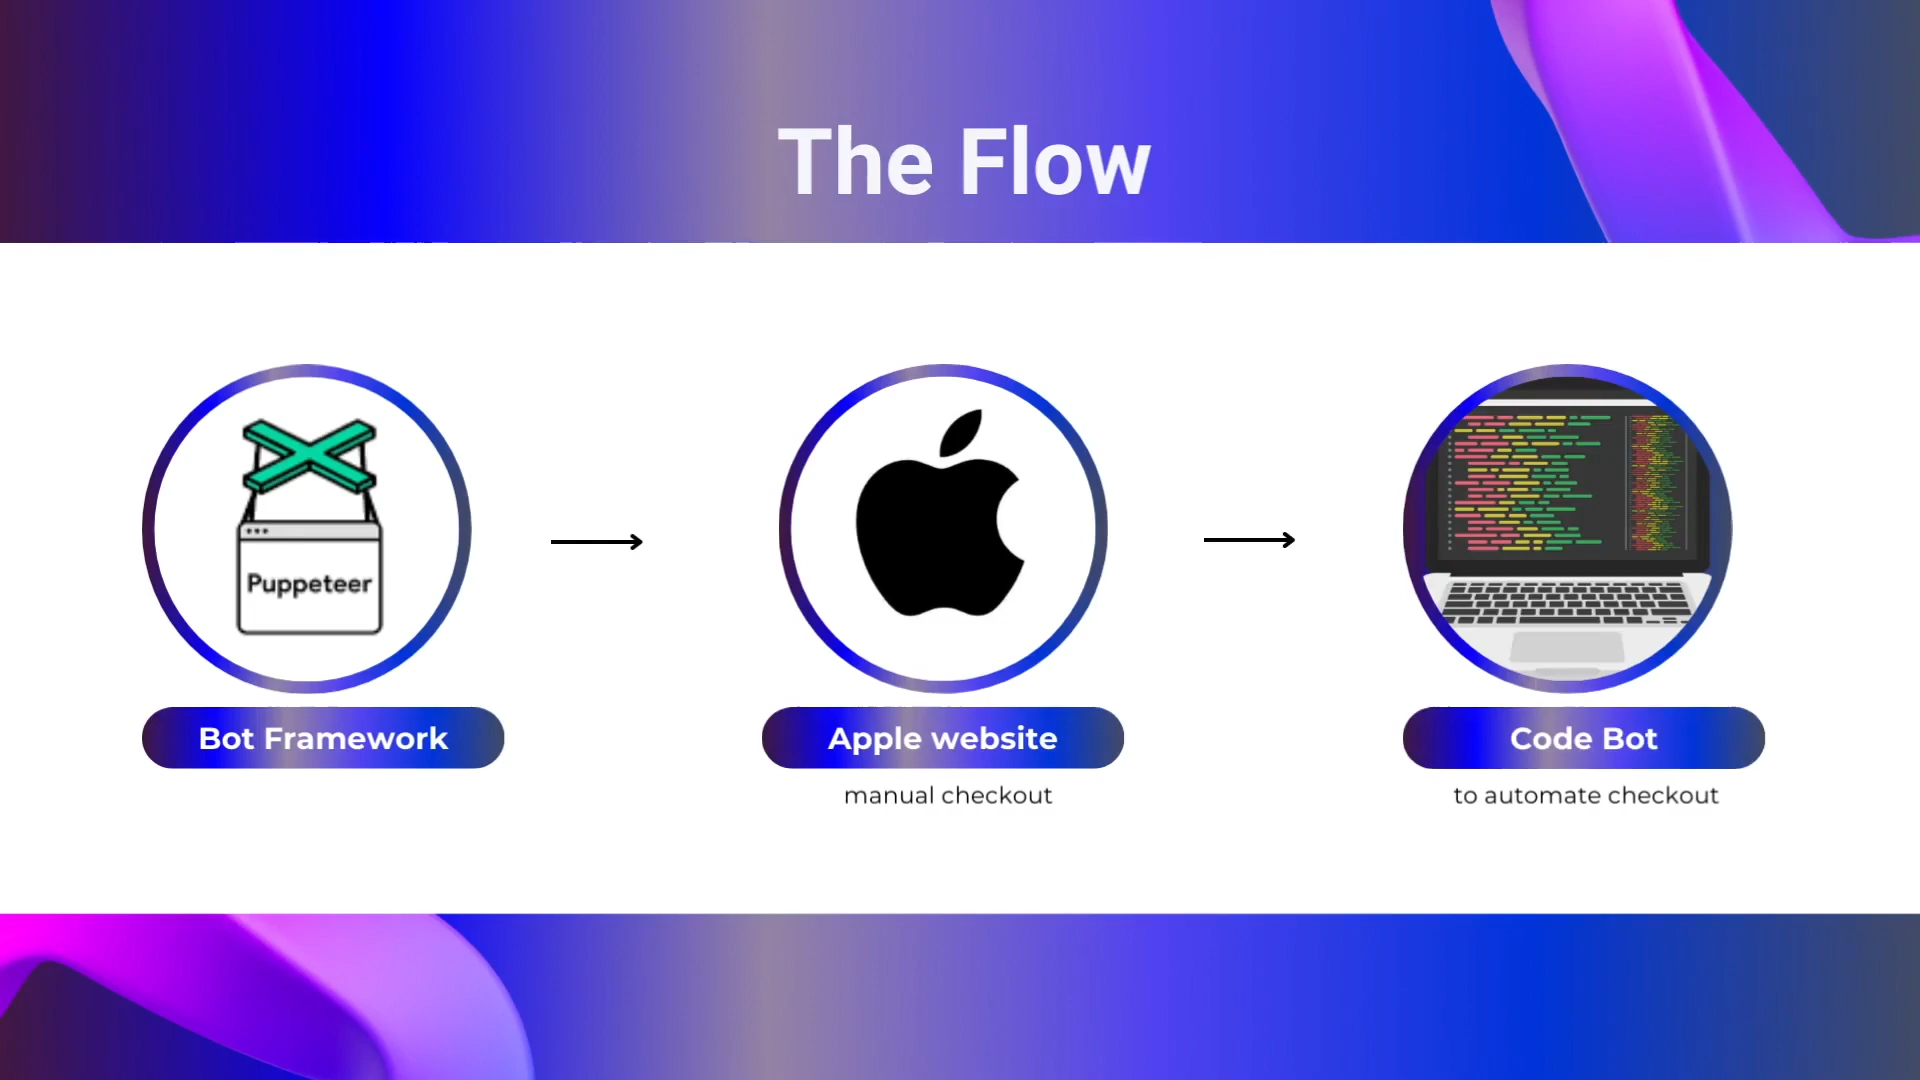 The Flow
Puppeteer
Bot Framework
Apple website
manual checkout
Code Bot
to automate checkout